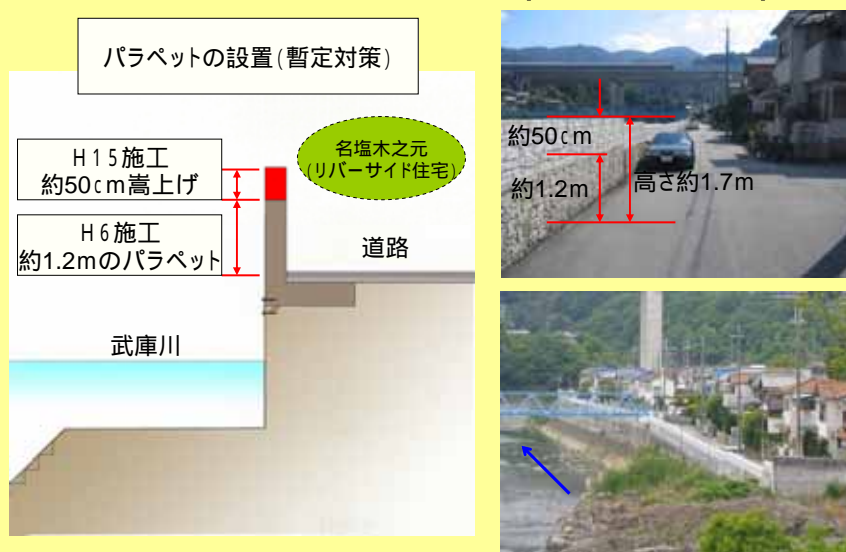 パラペットの設置(暫定対策)
H15施工
約50cm嵩上げ
H6施工
約1.2mのパラペット
名塩木之元
(リバーサイド住宅)
道路
武庫川
約50cm
約1.2m
高さ約1.7m